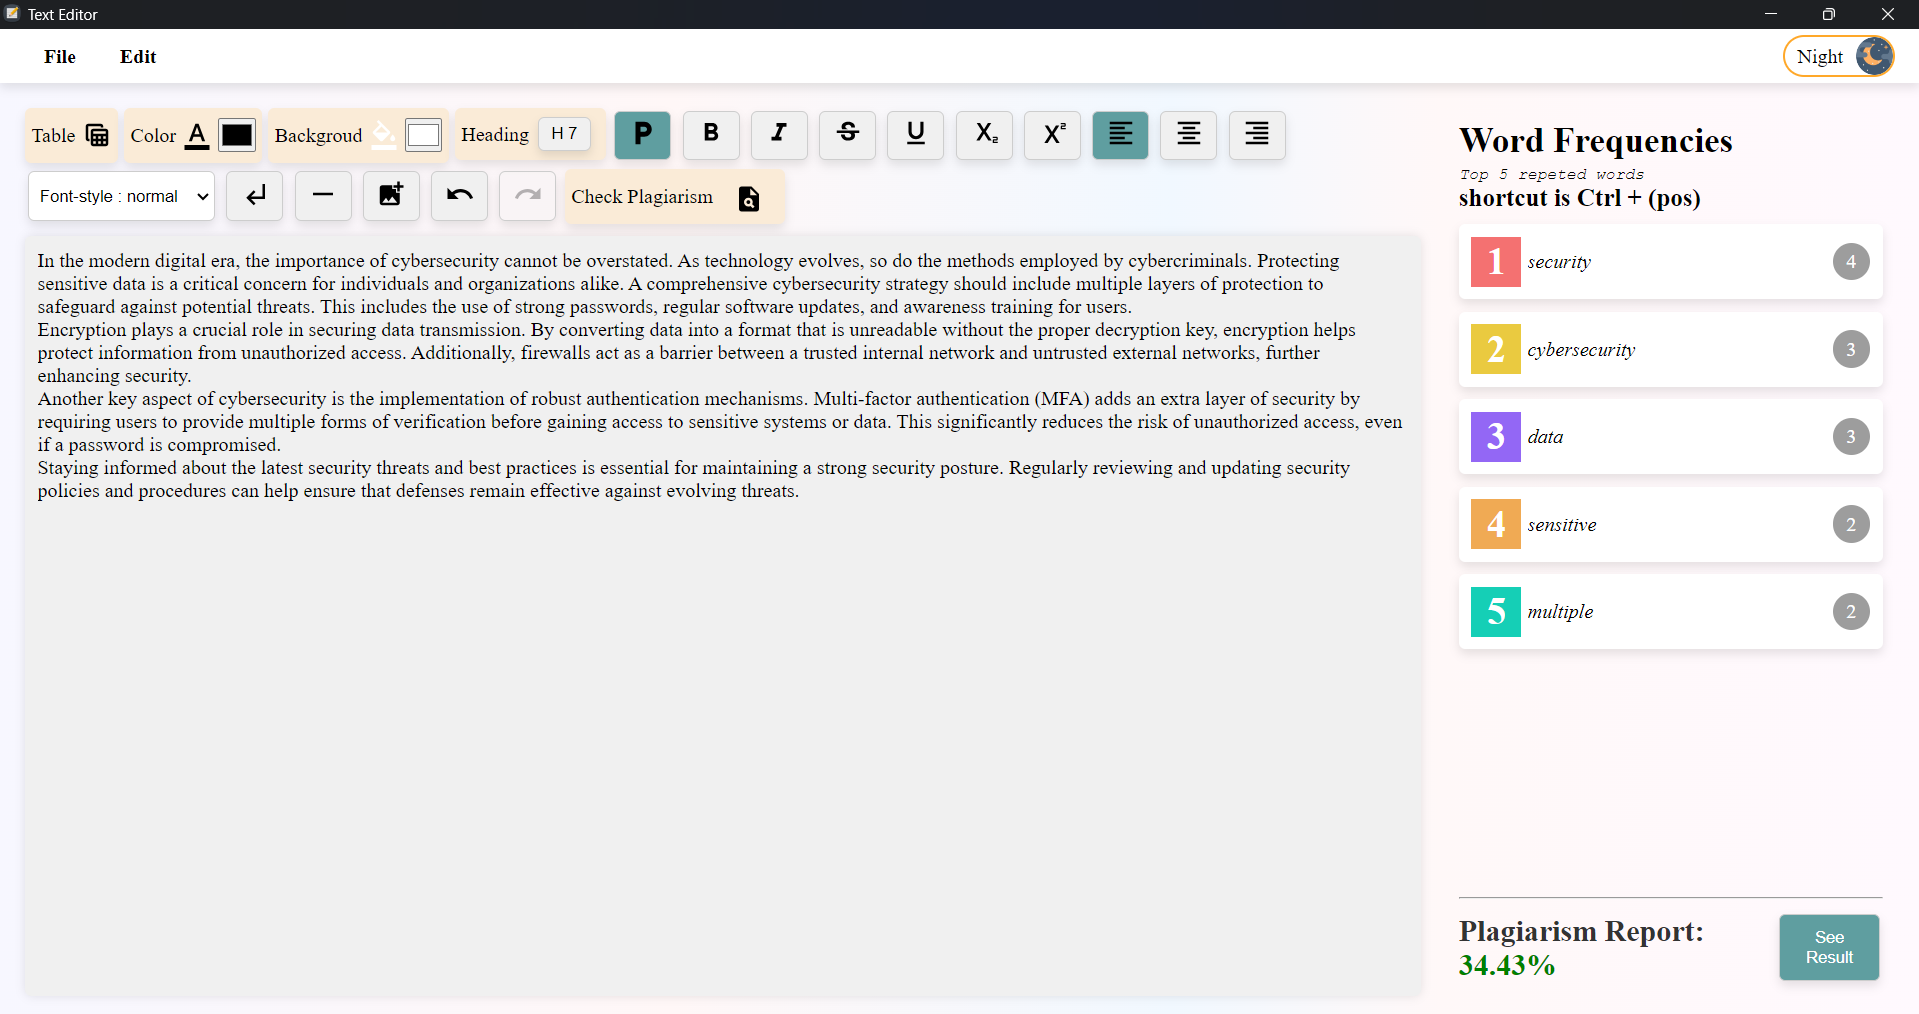 Text Editor
File Edit Night
Table Color A Backgroud Heading H 7 P B I S U X₂ X²
Font-style : normal Check Plagiarism
In the modern digital era, the importance of cybersecurity cannot be overstated. As technology evolves, so do the methods employed by cybercriminals. Protecting
sensitive data is a critical concern for individuals and organizations alike. A comprehensive cybersecurity strategy should include multiple layers of protection to
safeguard against potential threats. This includes the use of strong passwords, regular software updates, and awareness training for users.
Encryption plays a crucial role in securing data transmission. By converting data into a format that is unreadable without the proper decryption key, encryption helps
protect information from unauthorized access. Additionally, firewalls act as a barrier between a trusted internal network and untrusted external networks, further
enhancing security.
Another key aspect of cybersecurity is the implementation of robust authentication mechanisms. Multi-factor authentication (MFA) adds an extra layer of security by
requiring users to provide multiple forms of verification before gaining access to sensitive systems or data. This significantly reduces the risk of unauthorized access, even
if a password is compromised.
Staying informed about the latest security threats and best practices is essential for maintaining a strong security posture. Regularly reviewing and updating security
policies and procedures can help ensure that defenses remain effective against evolving threats.
Word Frequencies
Top 5 repeted words
shortcut is Ctrl + (pos)
1 security 4
2 cybersecurity 3
3 data 3
4 sensitive 2
5 multiple 2
Plagiarism Report:
34.43%
See
Result